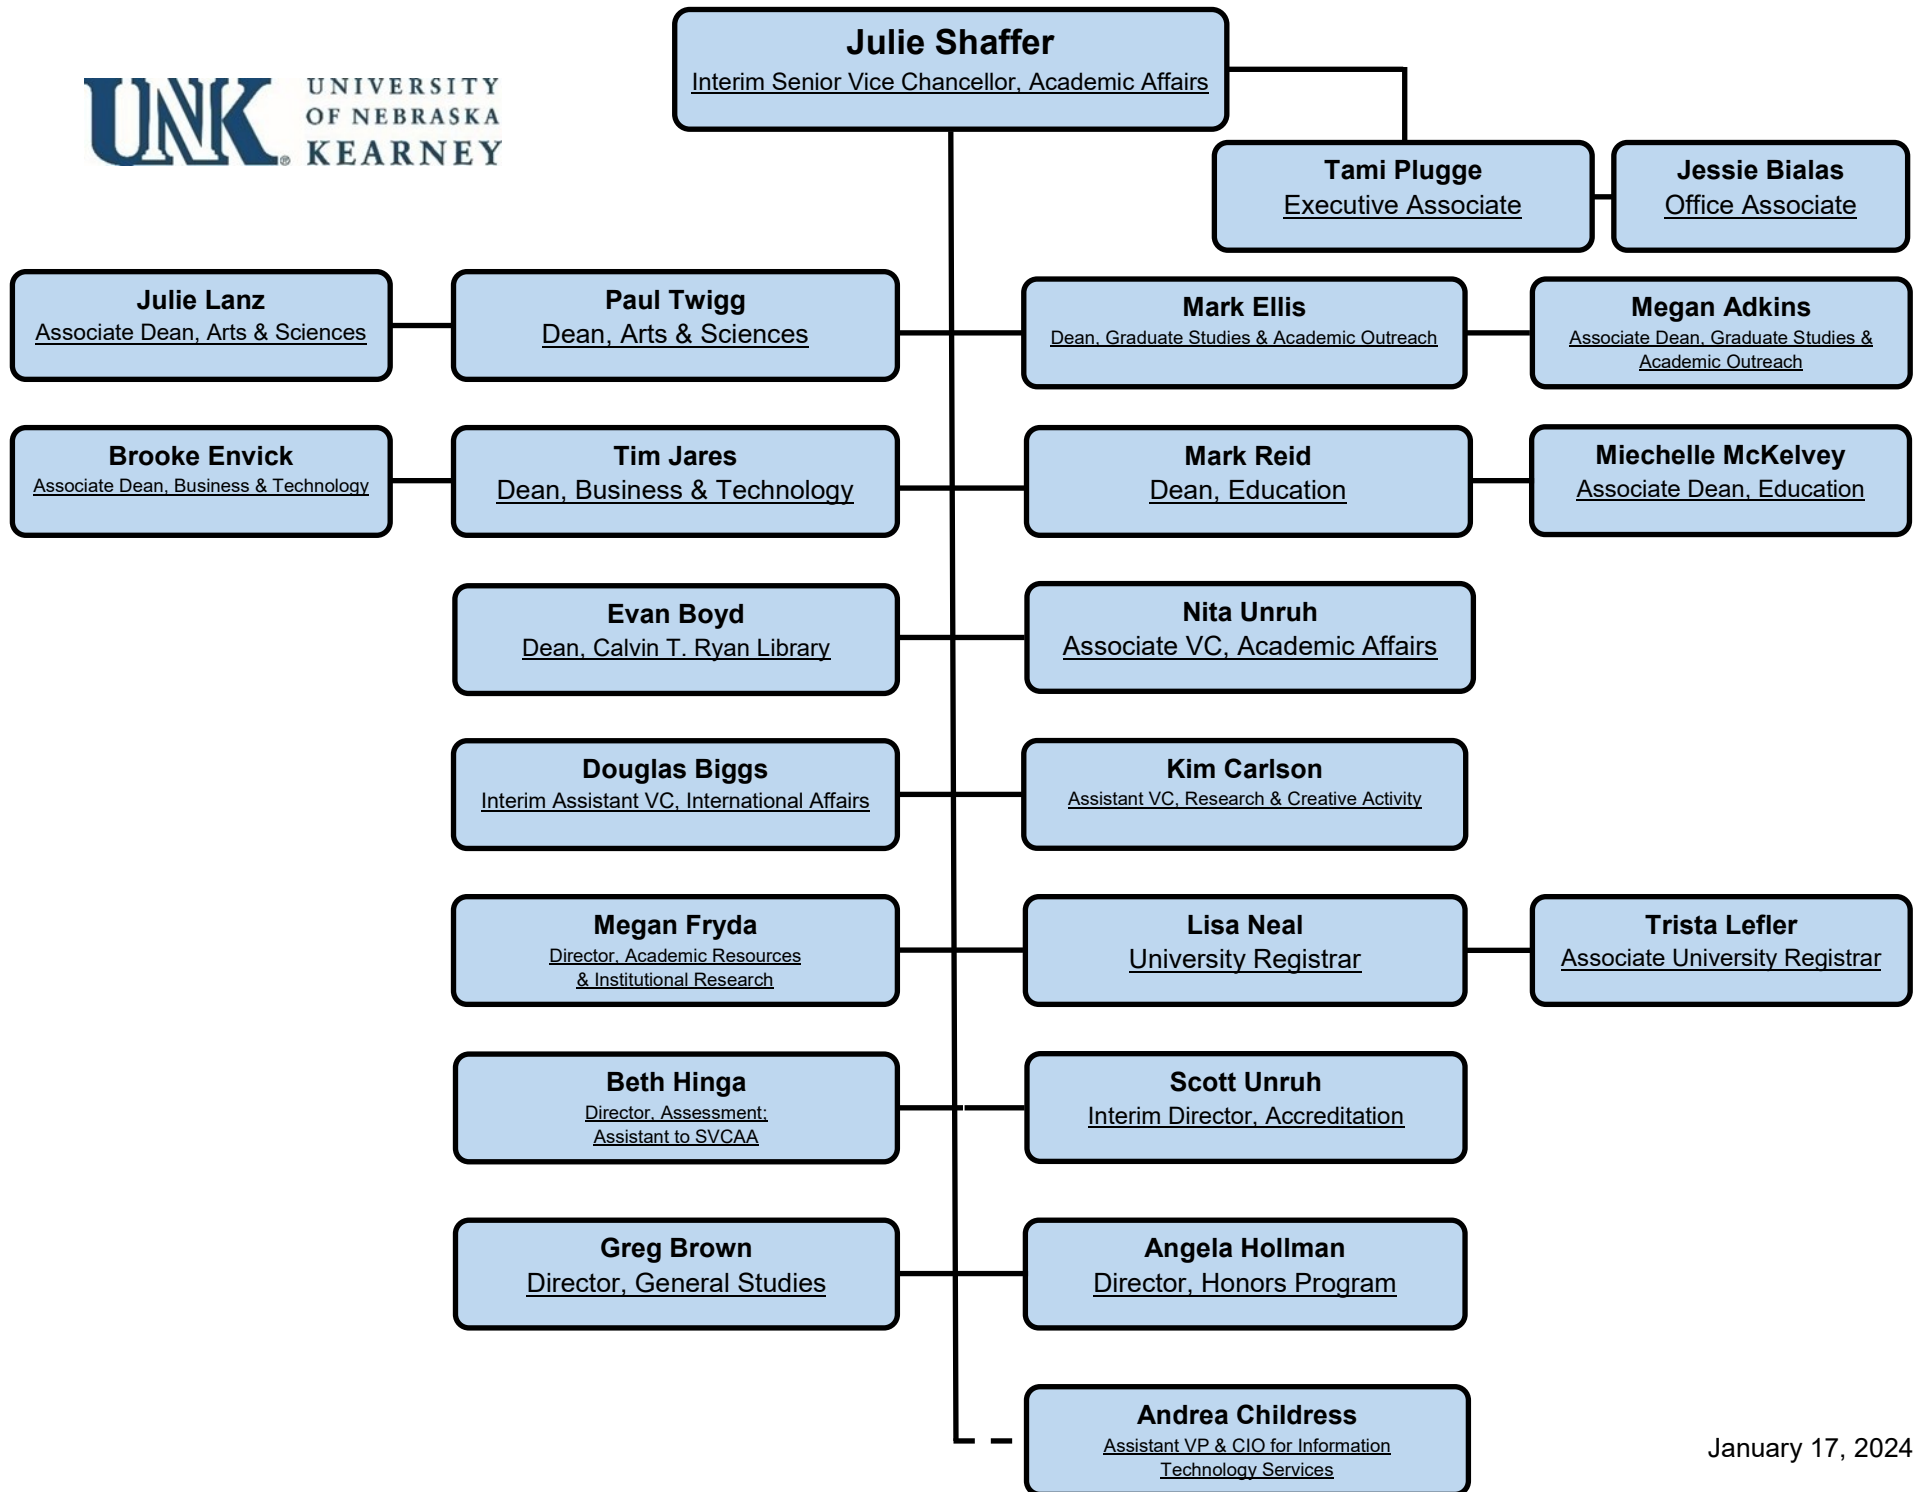 Julie Shaffer
Interim Senior Vice Chancellor, Academic Affairs
UNK®
UNIVERSITY
OF NEBRASKA
KEARNEY
Tami Plugge
Executive Associate
Jessie Bialas
Office Associate
Julie Lanz
Associate Dean, Arts & Sciences
Paul Twigg
Dean, Arts & Sciences
Mark Ellis
Dean, Graduate Studies & Academic Outreach
Megan Adkins
Associate Dean, Graduate Studies &
Academic Outreach
Brooke Envick
Associate Dean, Business & Technology
Tim Jares
Dean, Business & Technology
Mark Reid
Dean, Education
Miechelle McKelvey
Associate Dean, Education
Evan Boyd
Dean, Calvin T. Ryan Library
Nita Unruh
Associate VC, Academic Affairs
Douglas Biggs
Interim Assistant VC, International Affairs
Kim Carlson
Assistant VC, Research & Creative Activity
Megan Fryda
Director, Academic Resources
& Institutional Research
Lisa Neal
University Registrar
Trista Lefler
Associate University Registrar
Beth Hinga
Director, Assessment;
Assistant to SVCAA
Scott Unruh
Interim Director, Accreditation
Greg Brown
Director, General Studies
Angela Hollman
Director, Honors Program
Andrea Childress
Assistant VP & CIO for Information
Technology Services
January 17, 2024